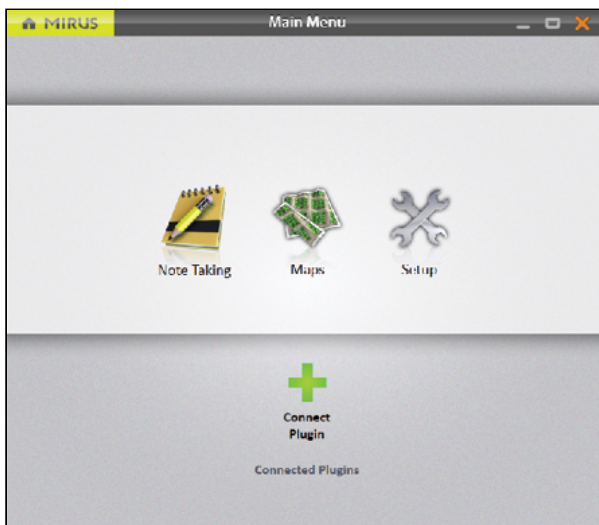 MIRUS
Main Menu
Note Taking
Maps
Setup
Connect
Plugin
Connected Plugins